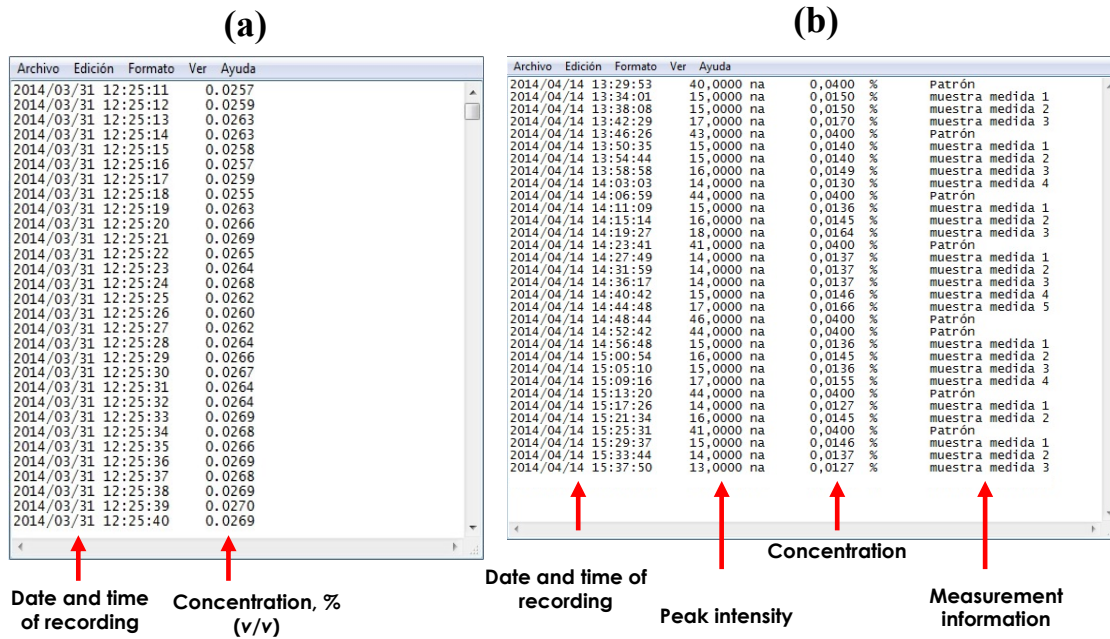 (a)
Archivo Edición Formato Ver Ayuda
2014/03/31 12:25:11 0.0257
2014/03/31 12:25:12 0.0259
2014/03/31 12:25:13 0.0263
2014/03/31 12:25:14 0.0263
2014/03/31 12:25:15 0.0258
2014/03/31 12:25:16 0.0257
2014/03/31 12:25:17 0.0259
2014/03/31 12:25:18 0.0255
2014/03/31 12:25:19 0.0263
2014/03/31 12:25:20 0.0266
2014/03/31 12:25:21 0.0269
2014/03/31 12:25:22 0.0265
2014/03/31 12:25:23 0.0264
2014/03/31 12:25:24 0.0268
2014/03/31 12:25:25 0.0262
2014/03/31 12:25:26 0.0260
2014/03/31 12:25:27 0.0262
2014/03/31 12:25:28 0.0264
2014/03/31 12:25:29 0.0266
2014/03/31 12:25:30 0.0267
2014/03/31 12:25:31 0.0264
2014/03/31 12:25:32 0.0264
2014/03/31 12:25:33 0.0269
2014/03/31 12:25:34 0.0268
2014/03/31 12:25:35 0.0266
2014/03/31 12:25:36 0.0269
2014/03/31 12:25:37 0.0268
2014/03/31 12:25:38 0.0269
2014/03/31 12:25:39 0.0270
2014/03/31 12:25:40 0.0269
Date and time
of recording
Concentration, %
(v/v)
(b)
Archivo Edición Formato Ver Ayuda
2014/04/14 13:29:53 40,0000 na 0,0400 % Patrón
2014/04/14 13:34:01 15,0000 na 0,0150 % muestra medida 1
2014/04/14 13:38:08 15,0000 na 0,0150 % muestra medida 2
2014/04/14 13:42:29 17,0000 na 0,0170 % muestra medida 3
2014/04/14 13:46:26 43,0000 na 0,0400 % Patrón
2014/04/14 13:50:35 15,0000 na 0,0140 % muestra medida 1
2014/04/14 13:54:44 15,0000 na 0,0140 % muestra medida 2
2014/04/14 13:58:58 16,0000 na 0,0149 % muestra medida 3
2014/04/14 14:03:03 14,0000 na 0,0130 % muestra medida 4
2014/04/14 14:06:59 44,0000 na 0,0400 % Patrón
2014/04/14 14:11:09 15,0000 na 0,0136 % muestra medida 1
2014/04/14 14:15:14 16,0000 na 0,0145 % muestra medida 2
2014/04/14 14:19:27 18,0000 na 0,0164 % muestra medida 3
2014/04/14 14:23:41 41,0000 na 0,0400 % Patrón
2014/04/14 14:27:49 14,0000 na 0,0137 % muestra medida 1
2014/04/14 14:31:59 14,0000 na 0,0137 % muestra medida 2
2014/04/14 14:36:17 14,0000 na 0,0137 % muestra medida 3
2014/04/14 14:40:42 15,0000 na 0,0146 % muestra medida 4
2014/04/14 14:44:48 17,0000 na 0,0166 % muestra medida 5
2014/04/14 14:48:44 46,0000 na 0,0400 % Patrón
2014/04/14 14:52:42 44,0000 na 0,0400 % Patrón
2014/04/14 14:56:48 15,0000 na 0,0136 % muestra medida 1
2014/04/14 15:00:54 16,0000 na 0,0145 % muestra medida 2
2014/04/14 15:05:10 15,0000 na 0,0136 % muestra medida 3
2014/04/14 15:09:16 17,0000 na 0,0155 % muestra medida 4
2014/04/14 15:13:20 44,0000 na 0,0400 % Patrón
2014/04/14 15:17:26 14,0000 na 0,0127 % muestra medida 1
2014/04/14 15:21:34 16,0000 na 0,0145 % muestra medida 2
2014/04/14 15:25:31 41,0000 na 0,0400 % Patrón
2014/04/14 15:29:37 15,0000 na 0,0146 % muestra medida 1
2014/04/14 15:33:44 14,0000 na 0,0137 % muestra medida 2
2014/04/14 15:37:50 13,0000 na 0,0127 % muestra medida 3
Date and time of
recording
Peak intensity
Concentration
Measurement
information